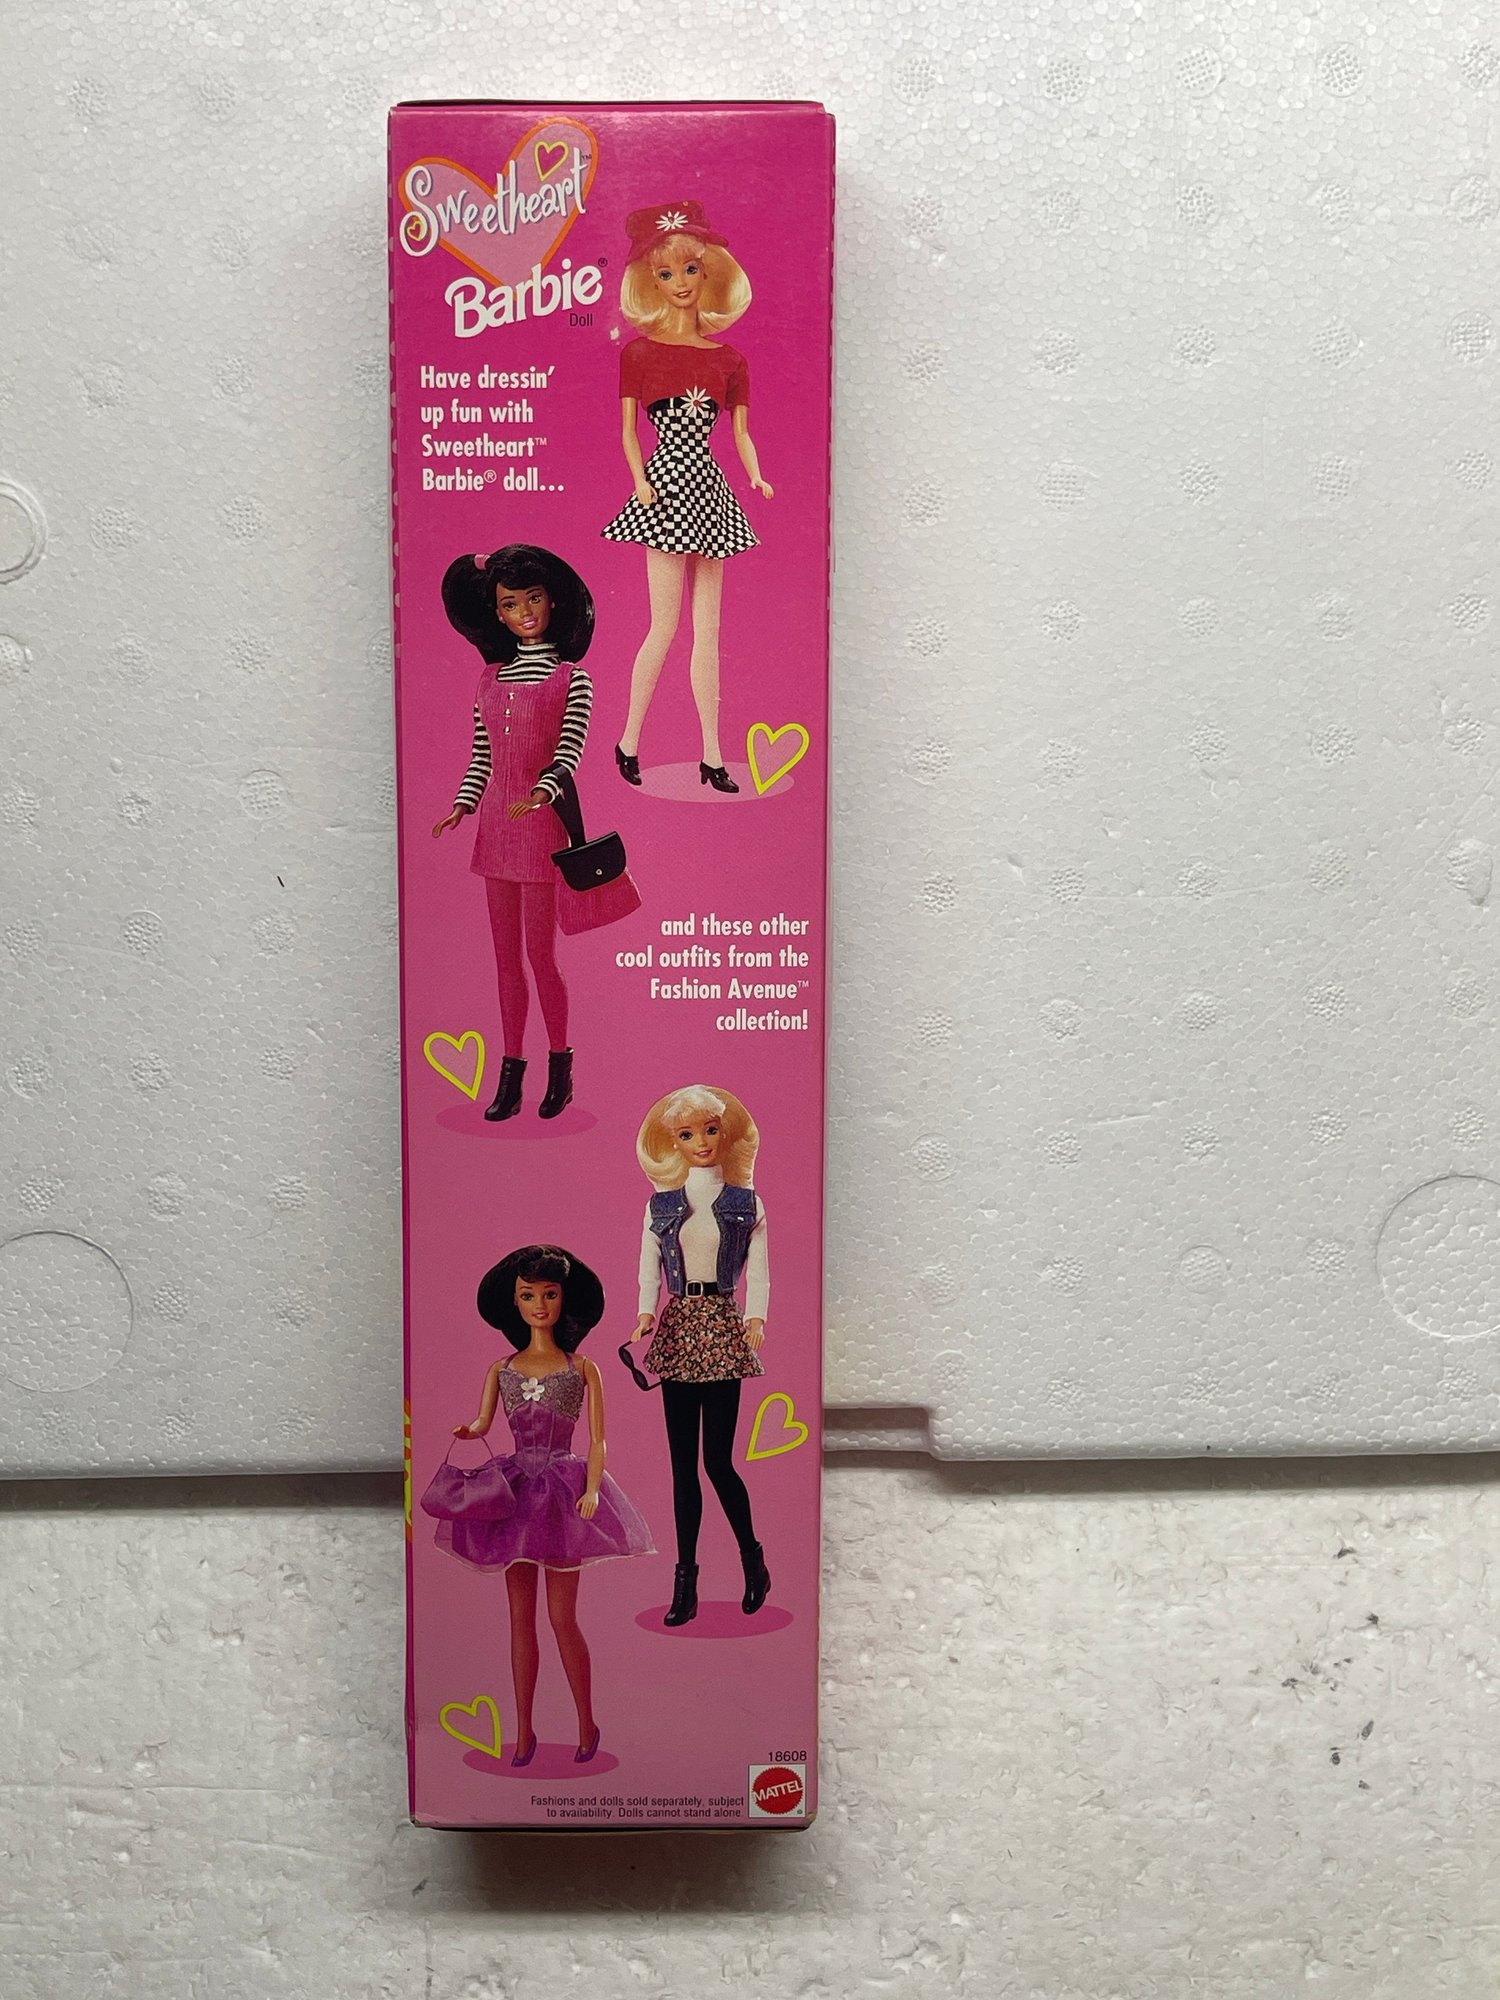 Sweetheart™
Barbie®
Doll
Have dressin'
up fun with
Sweetheart™
Barbie® doll...
and these other
cool outfits from the
Fashion Avenue™
collection!
18608
MATTEL
®
Fashions and dolls sold separately, subject
to availability. Dolls cannot stand alone.